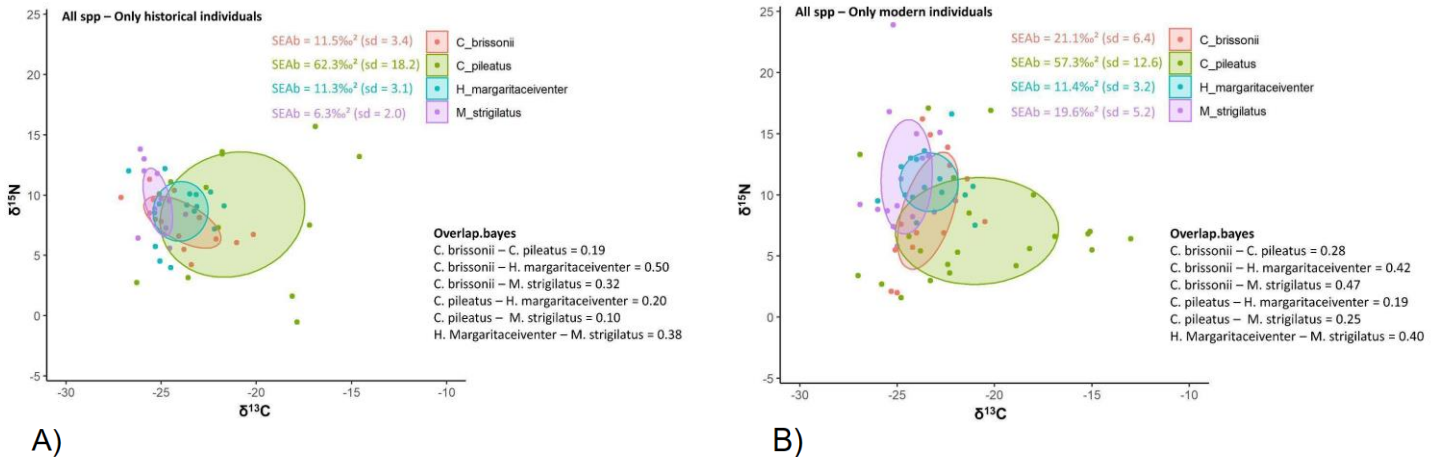 All spp – Only historical individuals
SEAb = 11.5‰² (sd = 3.4) C_brissonii
SEAb = 62.3‰² (sd = 18.2) C_pileatus
SEAb = 11.3‰² (sd = 3.1) H_margaritaceiventer
SEAb = 6.3‰² (sd = 2.0) M_strigilatus
25
20
15
10
5
0
-5
δ¹⁵N
Overlap.bayes
C. brissonii – C. pileatus = 0.19
C. brissonii – H. margaritaceiventer = 0.50
C. brissonii – M. strigilatus = 0.32
C. pileatus – H. margaritaceiventer = 0.20
C. pileatus – M. strigilatus = 0.10
H. Margaritaceiventer – M. strigilatus = 0.38
-30 -25 -20 -15 -10
δ¹³C
A)
All spp – Only modern individuals
SEAb = 21.1‰² (sd = 6.4) C_brissonii
SEAb = 57.3‰² (sd = 12.6) C_pileatus
SEAb = 11.4‰² (sd = 3.2) H_margaritaceiventer
SEAb = 19.6‰² (sd = 5.2) M_strigilatus
25
20
15
10
5
0
-5
δ¹⁵N
Overlap.bayes
C. brissonii – C. pileatus = 0.28
C. brissonii – H. margaritaceiventer = 0.42
C. brissonii – M. strigilatus = 0.47
C. pileatus – H. margaritaceiventer = 0.19
C. pileatus – M. strigilatus = 0.25
H. Margaritaceiventer – M. strigilatus = 0.40
-30 -25 -20 -15 -10
δ¹³C
B)